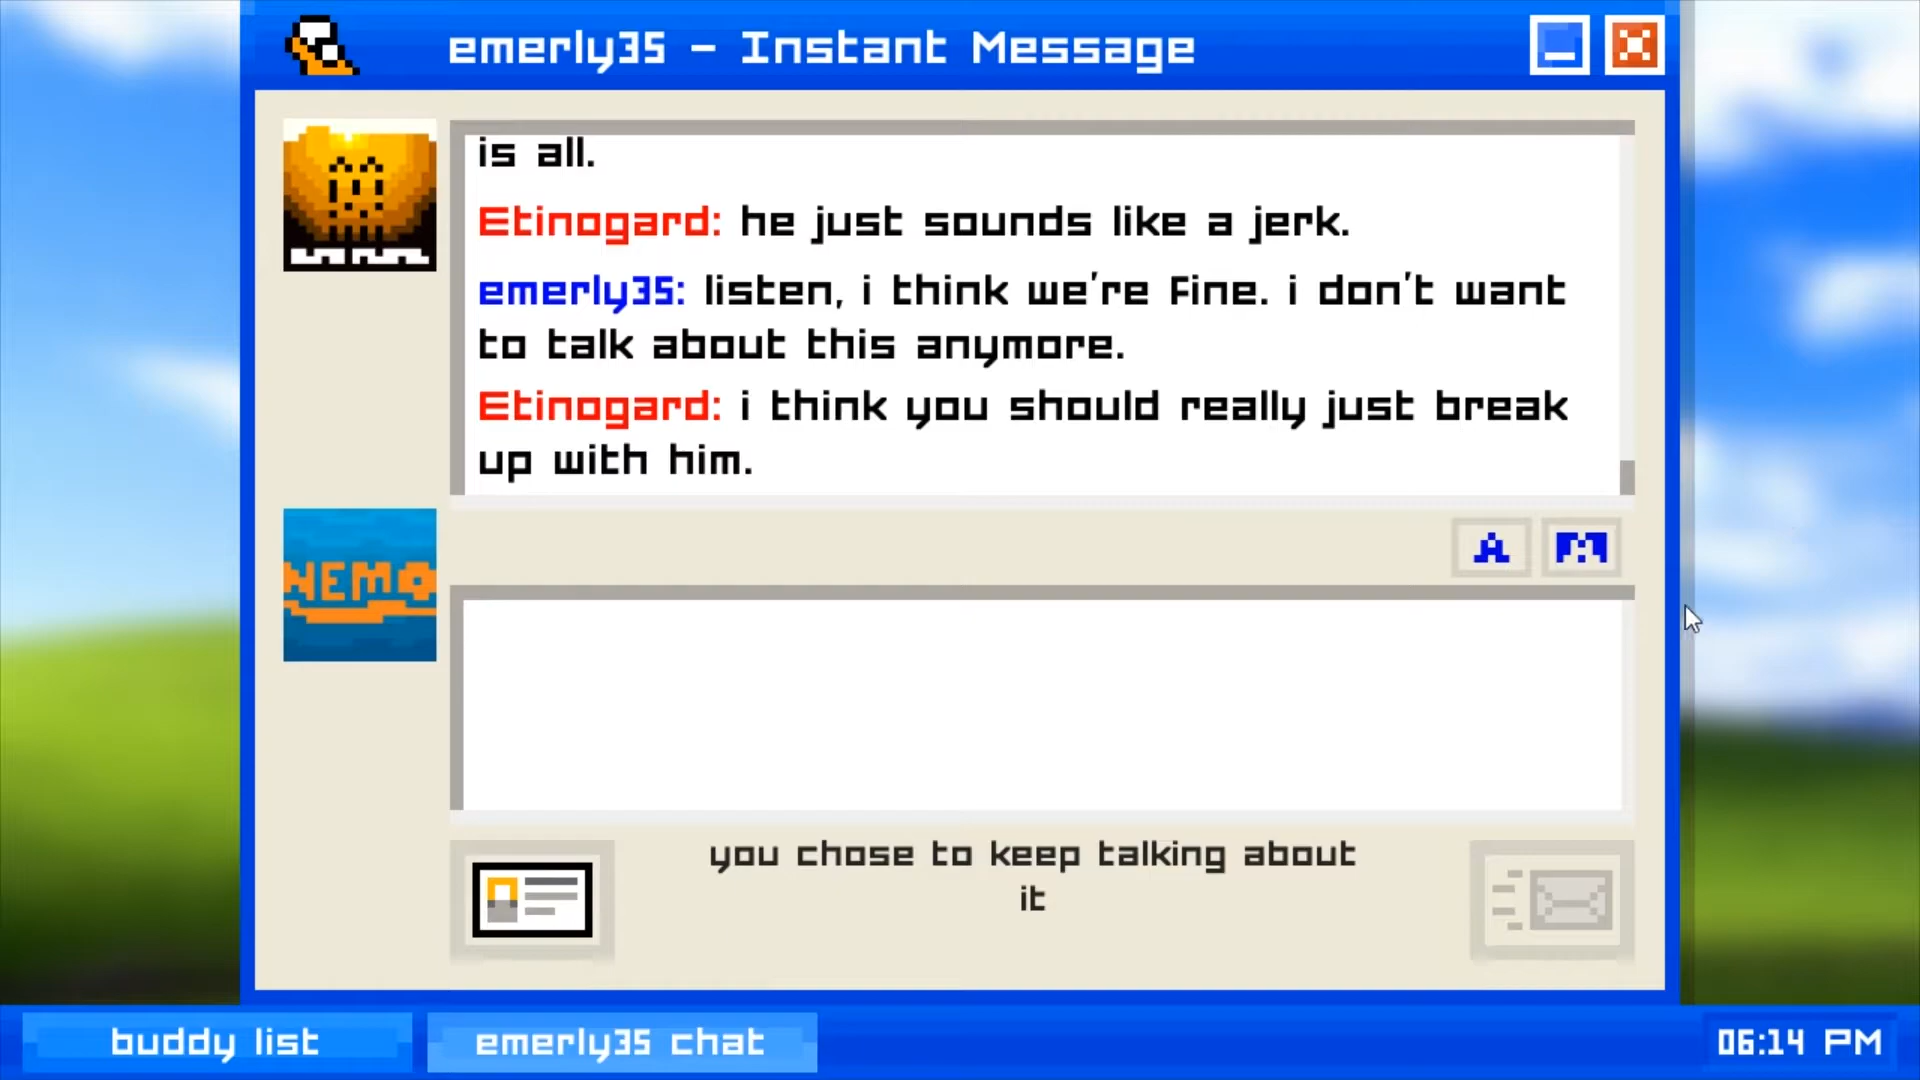 emerly35 - Instant Message
is all.
Etinogard: he just sounds like a jerk.
emerly35: listen, i think we're fine. i don't want
to talk about this anymore.
Etinogard: i think you should really just break
up with him.
NEMO
A
you chose to keep talking about
it
buddy list
emerly35 chat
06:14 PM